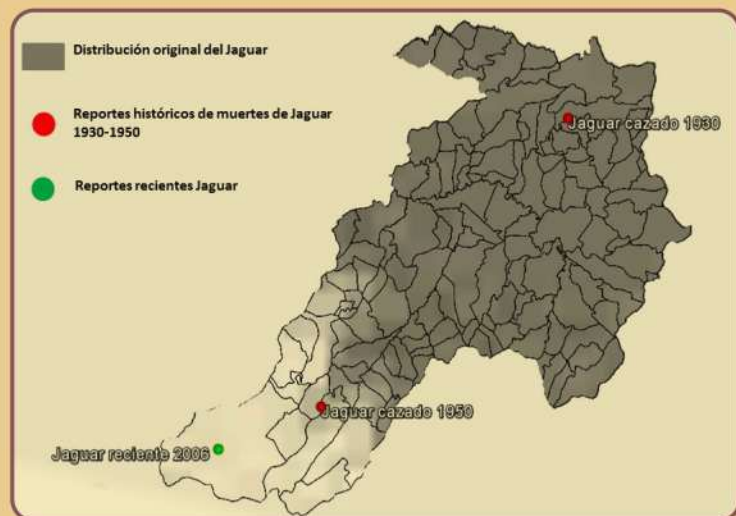 Distribución original del Jaguar
Reportes históricos de muertes de Jaguar
1930-1950
Reportes recientes Jaguar
Jaguar cazado 1930
Jaguar cazado 1950
Jaguar reciente 2006